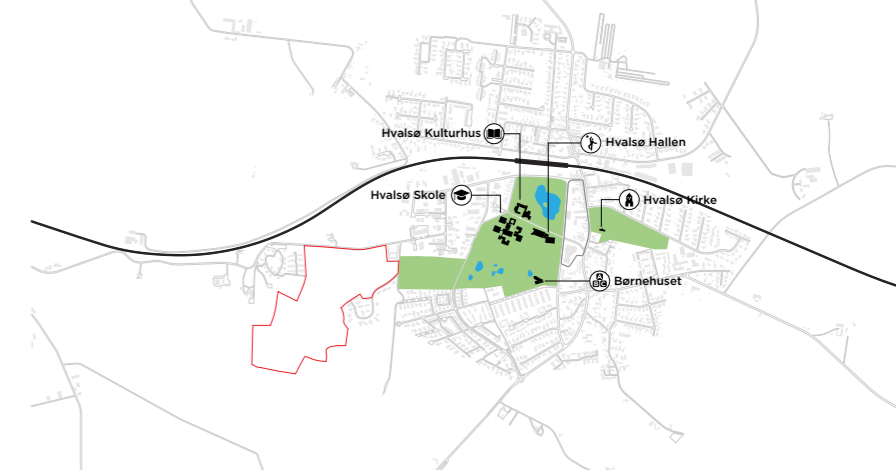 Hvalsø Kulturhus
Hvalsø Hallen
Hvalsø Skole
Hvalsø Kirke
A
B C
Børnehuset